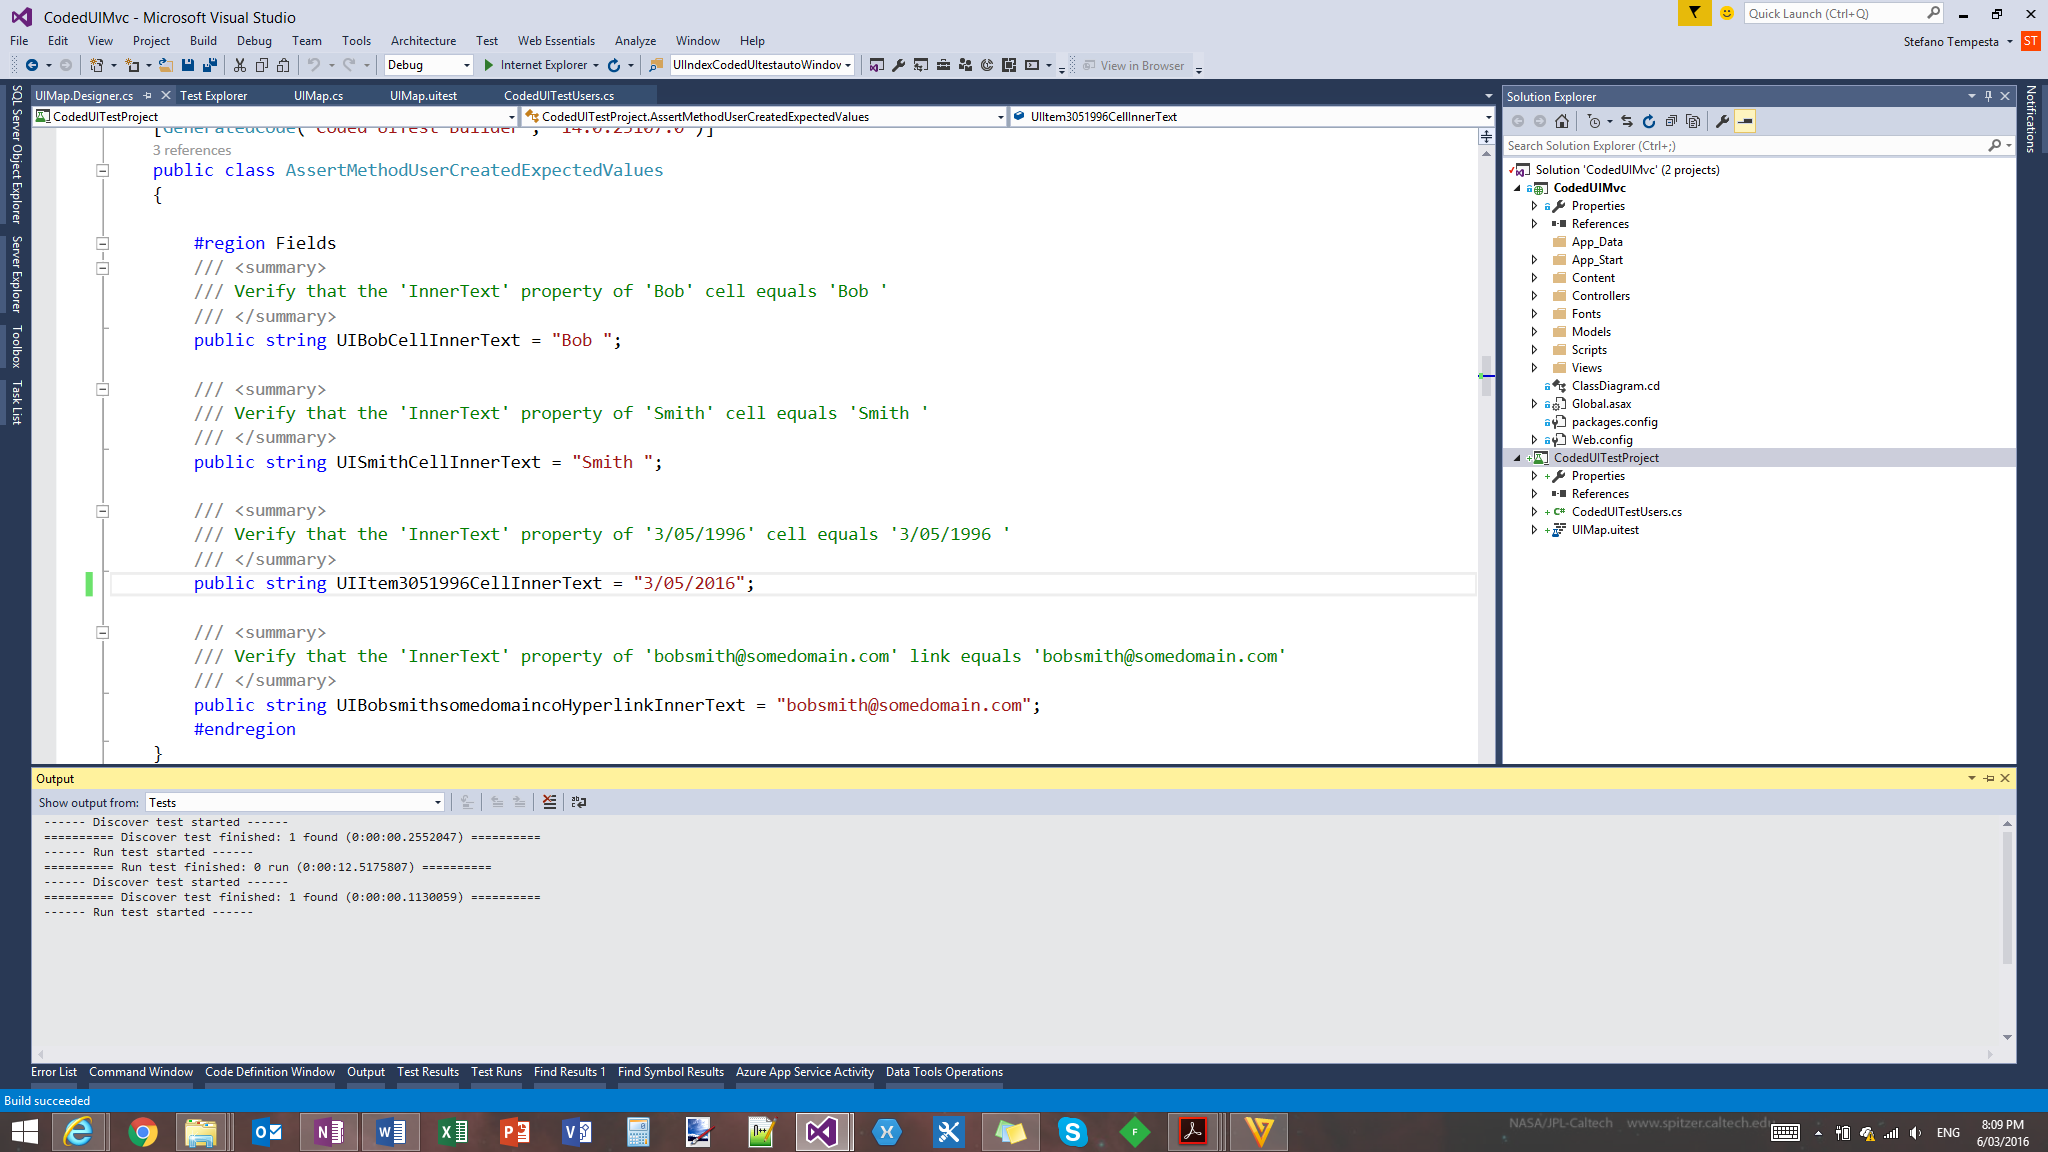 CodedUIMvc - Microsoft Visual Studio
Quick Launch (Ctrl+Q)
File Edit View Project Build Debug Team Tools Architecture Test Web Essentials Analyze Window Help
Stefano Tempesta ST
Debug Internet Explorer UIIndexCodedUItestautoWindow View in Browser
UIMap.Designer.cs Test Explorer UIMap.cs UIMap.uitest CodedUITestUsers.cs
CodedUITestProject CodedUITestProject.AssertMethodUserCreatedExpectedValues UIItem3051996CellInnerText
[GeneratedCode("Coded UITest Builder", "14.0.23107.0")]
3 references
public class AssertMethodUserCreatedExpectedValues
{
#region Fields
/// <summary>
/// Verify that the 'InnerText' property of 'Bob' cell equals 'Bob '
/// </summary>
public string UIBobCellInnerText = "Bob ";
/// <summary>
/// Verify that the 'InnerText' property of 'Smith' cell equals 'Smith '
/// </summary>
public string UISmithCellInnerText = "Smith ";
/// <summary>
/// Verify that the 'InnerText' property of '3/05/1996' cell equals '3/05/1996 '
/// </summary>
public string UIItem3051996CellInnerText = "3/05/2016";
/// <summary>
/// Verify that the 'InnerText' property of 'bobsmith@somedomain.com' link equals 'bobsmith@somedomain.com'
/// </summary>
public string UIBobsmithsomedomaincoHyperlinkInnerText = "bobsmith@somedomain.com";
#endregion
}
SQL Server Object Explorer
Server Explorer
Toolbox
Task List
Solution Explorer
Search Solution Explorer (Ctrl+;)
Solution 'CodedUIMvc' (2 projects)
CodedUIMvc
Properties
References
App_Data
App_Start
Content
Controllers
Fonts
Models
Scripts
Views
ClassDiagram.cd
Global.asax
packages.config
Web.config
CodedUITestProject
Properties
References
CodedUITestUsers.cs
UIMap.uitest
Notifications
Output
Show output from: Tests
------ Discover test started ------
========== Discover test finished: 1 found (0:00:00.2552047) ==========
------ Run test started ------
========== Run test finished: 0 run (0:00:12.5175807) ==========
------ Discover test started ------
========== Discover test finished: 1 found (0:00:00.1130059) ==========
------ Run test started ------
Error List Command Window Code Definition Window Output Test Results Test Runs Find Results 1 Find Symbol Results Azure App Service Activity Data Tools Operations
Build succeeded
NASA/JPL-Caltech www.spitzer.caltech.ed
ENG
8:09 PM
6/03/2016